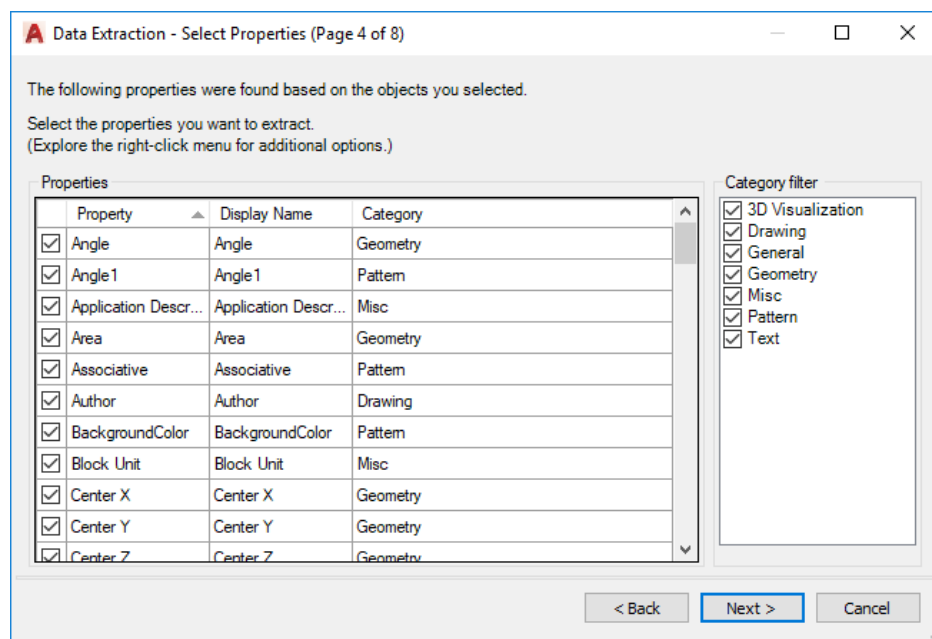 Data Extraction - Select Properties (Page 4 of 8)
The following properties were found based on the objects you selected.
Select the properties you want to extract.
(Explore the right-click menu for additional options.)
Properties
Property Display Name Category
Angle Angle Geometry
Angle1 Angle1 Pattern
Application Descr... Application Descr... Misc
Area Area Geometry
Associative Associative Pattern
Author Author Drawing
BackgroundColor BackgroundColor Pattern
Block Unit Block Unit Misc
Center X Center X Geometry
Center Y Center Y Geometry
Center Z Center Z Geometry
Category filter
3D Visualization
Drawing
General
Geometry
Misc
Pattern
Text
< Back Next > Cancel